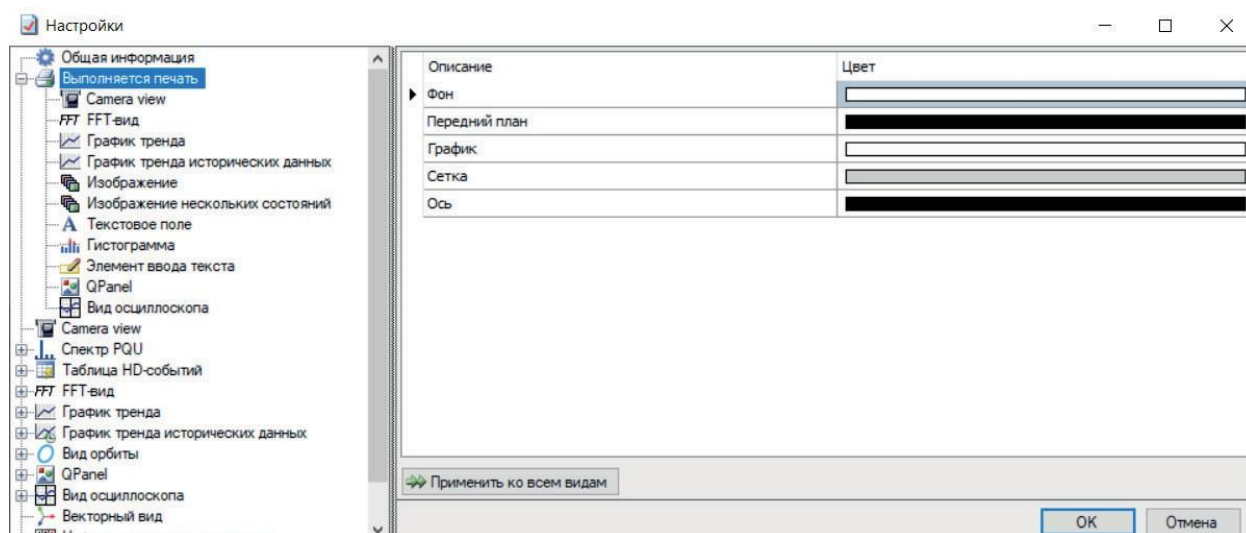 Настройки
Общая информация
Выполняется печать
Camera view
FFT FFT-вид
График тренда
График тренда исторических данных
Изображение
Изображение нескольких состояний
A Текстовое поле
Гистограмма
Элемент ввода текста
QPanel
Вид осциллоскопа
Camera view
Спектр PQU
Таблица HD-событий
FFT FFT-вид
График тренда
График тренда исторических данных
Вид орбиты
QPanel
Вид осциллоскопа
Векторный вид
Описание Цвет
Фон
Передний план
График
Сетка
Ось
Применить ко всем видам
OK Отмена